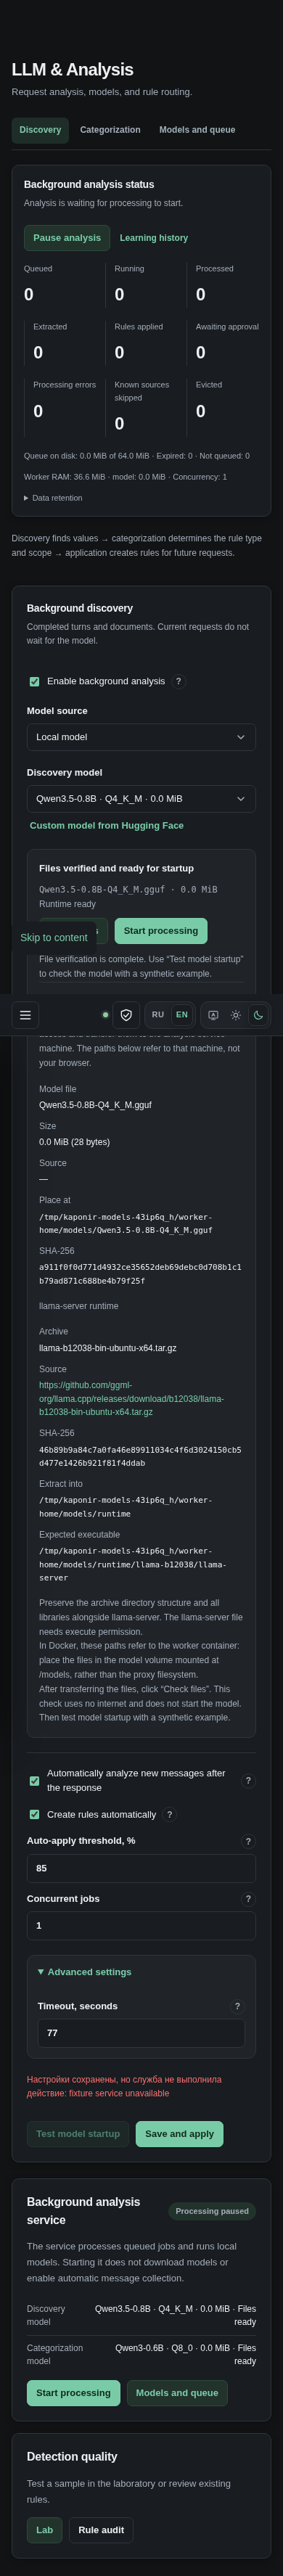 LLM & Analysis
Request analysis, models, and rule routing.
Discovery Categorization Models and queue
Background analysis status
Analysis is waiting for processing to start.
Pause analysis Learning history
Queued Running Processed
0 0 0
Extracted Rules applied Awaiting approval
0 0 0
Processing errors Known sources skipped Evicted
0 0 0
Queue on disk: 0.0 MiB of 64.0 MiB · Expired: 0 · Not queued: 0
Worker RAM: 36.6 MiB · model: 0.0 MiB · Concurrency: 1
Data retention
Discovery finds values → categorization determines the rule type
and scope → application creates rules for future requests.
Background discovery
Completed turns and documents. Current requests do not
wait for the model.
Enable background analysis ?
Model source
Local model
Discovery model
Qwen3.5-0.8B · Q4_K_M · 0.0 MiB
Custom model from Hugging Face
Files verified and ready for startup
Qwen3.5-0.8B-Q4_K_M.gguf · 0.0 MiB
Runtime ready
Start processing
Skip to content
File verification is complete. Use “Test model startup”
to check the model with a synthetic example.
RU EN
machine. The paths below refer to that machine, not
your browser.
Model file
Qwen3.5-0.8B-Q4_K_M.gguf
Size
0.0 MiB (28 bytes)
Source
—
Place at
/tmp/kaponir-models-43ip6q_h/worker-
home/models/Qwen3.5-0.8B-Q4_K_M.gguf
SHA-256
a911f0f0d771d4932ce35652deb69debc0d708b1c1
b79ad871c688be4b79f25f
llama-server runtime
Archive
llama-b12038-bin-ubuntu-x64.tar.gz
Source
https://github.com/ggml-
org/llama.cpp/releases/download/b12038/llama-
b12038-bin-ubuntu-x64.tar.gz
SHA-256
46b89b9a84c7a0fa46e89911034c4f6d3024150cb5
d477e1426b921f81f4ddab
Extract into
/tmp/kaponir-models-43ip6q_h/worker-
home/models/runtime
Expected executable
/tmp/kaponir-models-43ip6q_h/worker-
home/models/runtime/llama-b12038/llama-
server
Preserve the archive directory structure and all
libraries alongside llama-server. The llama-server file
needs execute permission.
In Docker, these paths refer to the worker container:
place the files in the model volume mounted at
/models, rather than the proxy filesystem.
After transferring the files, click “Check files”. This
check uses no internet and does not start the model.
Then test model startup with a synthetic example.
Automatically analyze new messages after
the response ?
Create rules automatically ?
Auto-apply threshold, % ?
85
Concurrent jobs ?
1
Advanced settings
Timeout, seconds ?
77
Настройки сохранены, но служба не выполнила
действие: fixture service unavailable
Test model startup Save and apply
Background analysis
service
Processing paused
The service processes queued jobs and runs local
models. Starting it does not download models or
enable automatic message collection.
Discovery model Qwen3.5-0.8B · Q4_K_M · 0.0 MiB · Files ready
Categorization model Qwen3-0.6B · Q8_0 · 0.0 MiB · Files ready
Start processing Models and queue
Detection quality
Test a sample in the laboratory or review existing
rules.
Lab Rule audit